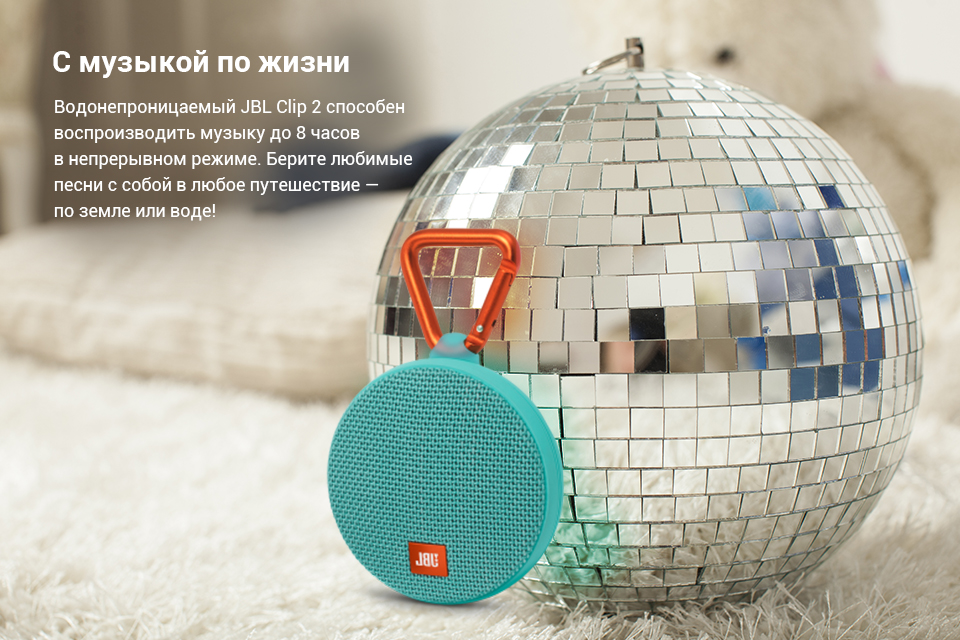 С музыкой по жизни
Водонепроницаемый JBL Clip 2 способен
воспроизводить музыку до 8 часов
в непрерывном режиме. Берите любимые
песни с собой в любое путешествие —
по земле или воде!
JBL